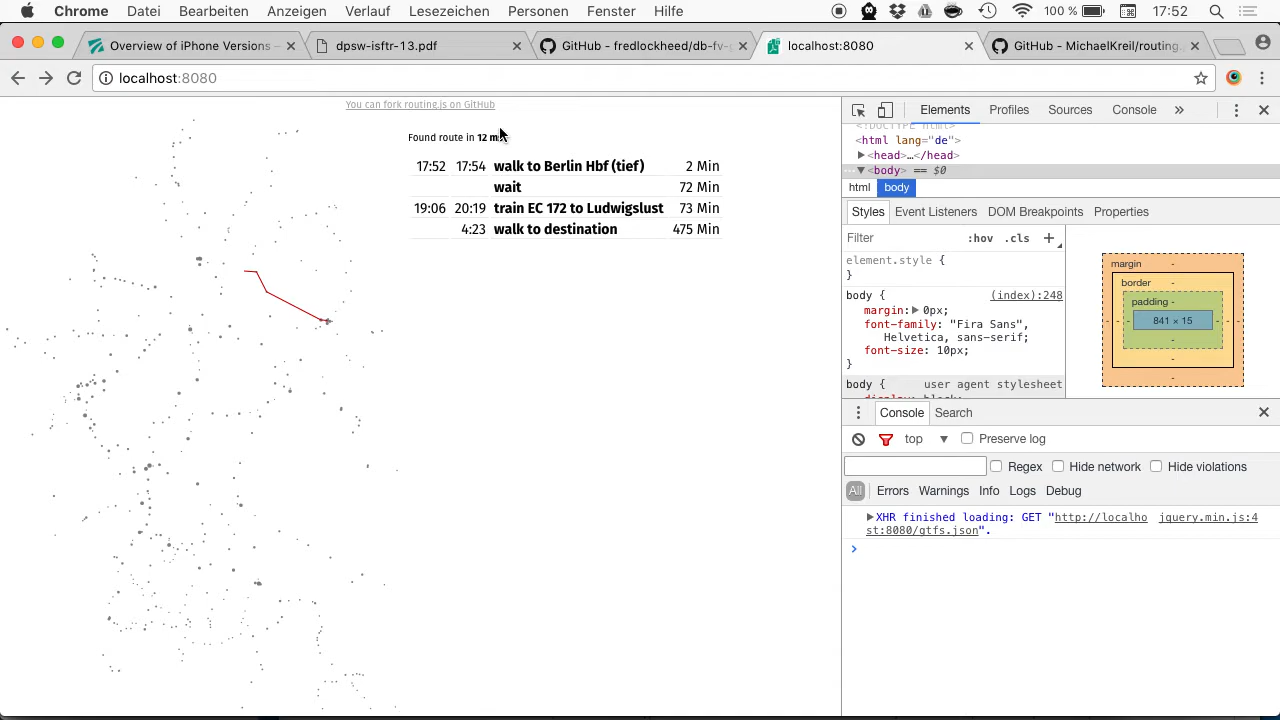 Chrome Datei Bearbeiten Anzeigen Verlauf Lesezeichen Personen Fenster Hilfe 100 % 17:52
Overview of iPhone Versions – dpsw-isftr-13.pdf GitHub - fredlockheed/db-fv-g localhost:8080 GitHub - MichaelKreil/routing.
localhost:8080
You can fork routing.js on GitHub
Found route in 12 m
17:52 17:54 walk to Berlin Hbf (tief) 2 Min
wait 72 Min
19:06 20:19 train EC 172 to Ludwigslust 73 Min
4:23 walk to destination 475 Min
Elements Profiles Sources Console »
<!DOCTYPE html>
<html lang="de">
▶<head>…</head>
…▼<body> == $0
html body
Styles Event Listeners DOM Breakpoints Properties
Filter :hov .cls +
element.style {
}
body { (index):248
margin:▶ 0px;
font-family: "Fira Sans",
Helvetica, sans-serif;
font-size: 10px;
}
body { user agent stylesheet
margin -
border -
padding -
- - - 841 × 15 - - -
-
-
-
Console Search
top ▼ Preserve log
Regex Hide network Hide violations
All Errors Warnings Info Logs Debug
▶XHR finished loading: GET "http://localho jquery.min.js:4
st:8080/gtfs.json".
>